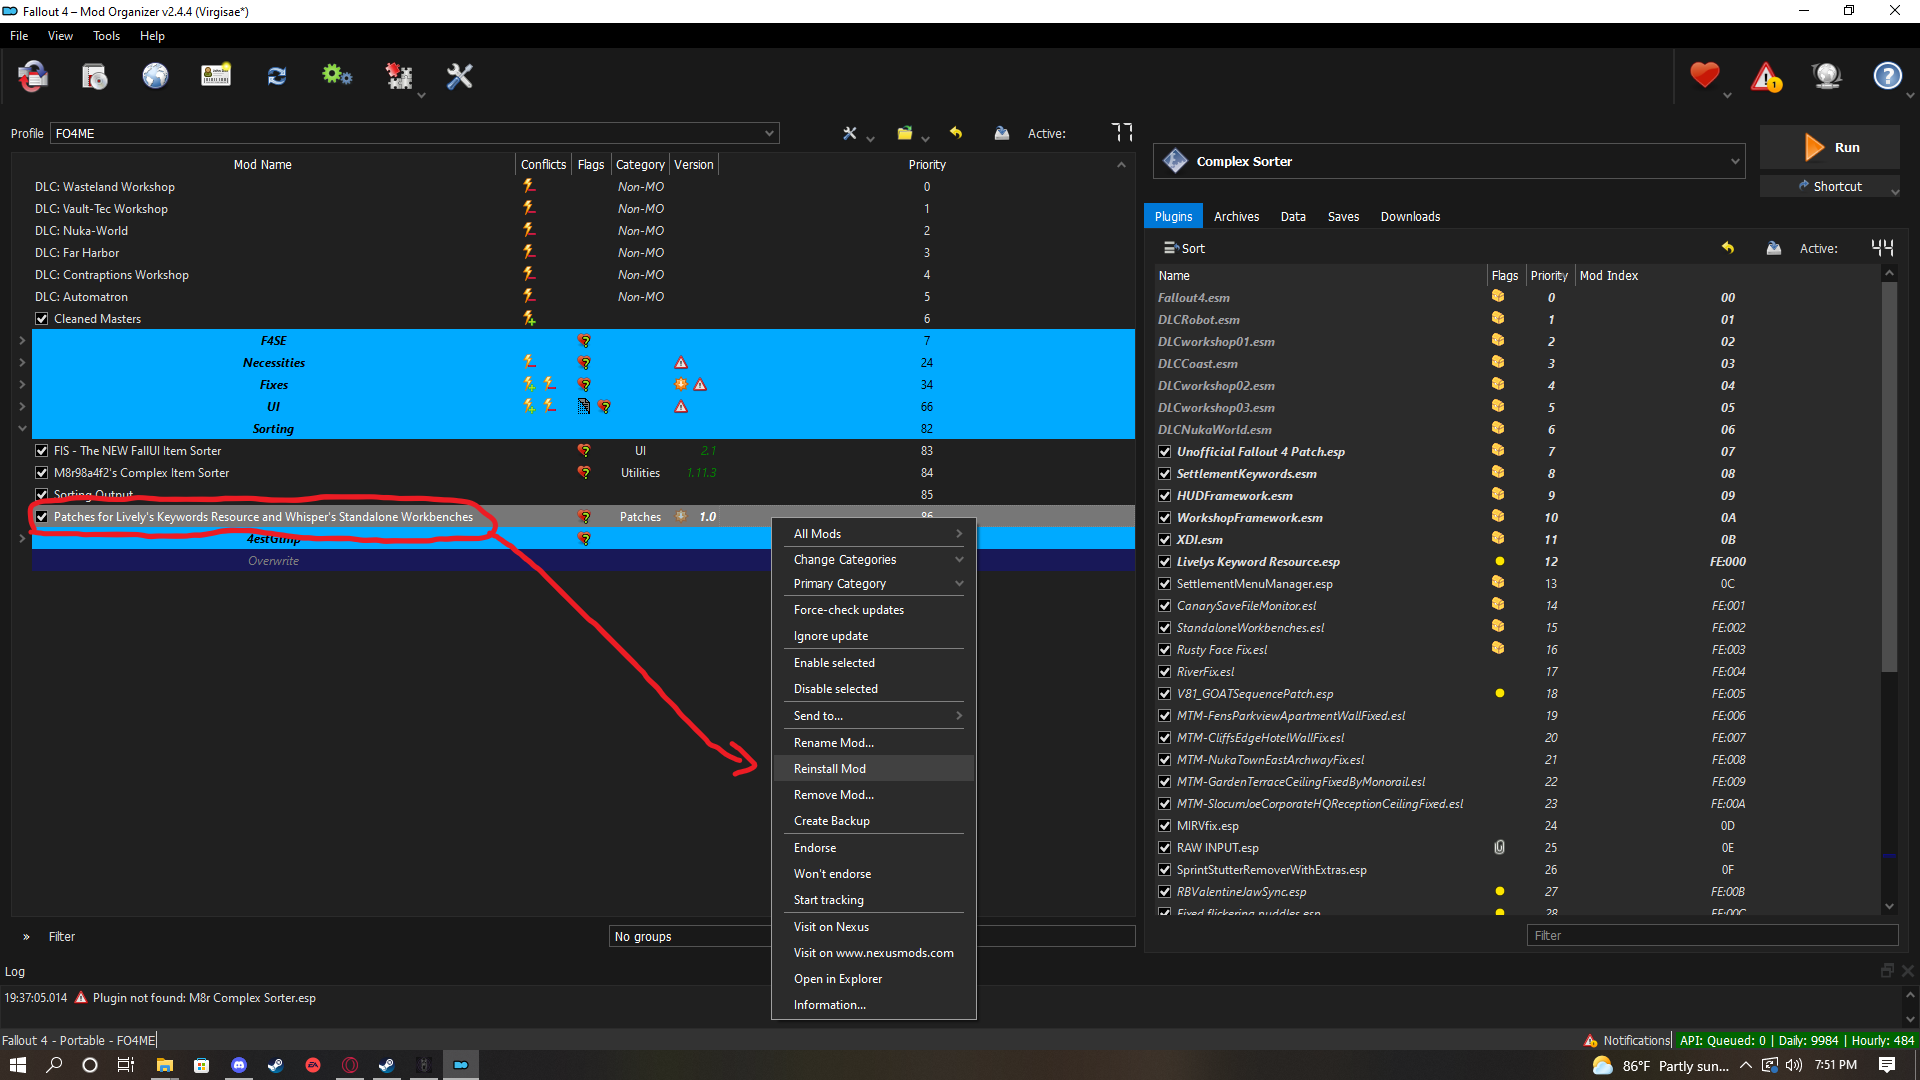 Fallout 4 – Mod Organizer v2.4.4 (Virgisae*)
File View Tools Help
Profile FO4ME Active: 77
Mod Name Conflicts Flags Category Version Priority
DLC: Wasteland Workshop Non-MO 0
DLC: Vault-Tec Workshop Non-MO 1
DLC: Nuka-World Non-MO 2
DLC: Far Harbor Non-MO 3
DLC: Contraptions Workshop Non-MO 4
DLC: Automatron Non-MO 5
Cleaned Masters 6
F4SE 7
Necessities 24
Fixes 34
UI 66
Sorting 82
FIS - The NEW FallUI Item Sorter UI 2.1 83
M8r98a4f2's Complex Item Sorter Utilities 1.11.3 84
Sorting Output 85
Patches for Lively's Keywords Resource and Whisper's Standalone Workbenches Patches 1.0 86
4estGimp
Overwrite
All Mods
Change Categories
Primary Category
Force-check updates
Ignore update
Enable selected
Disable selected
Send to...
Rename Mod...
Reinstall Mod
Remove Mod...
Create Backup
Endorse
Won't endorse
Start tracking
Visit on Nexus
Visit on www.nexusmods.com
Open in Explorer
Information...
» Filter No groups
Complex Sorter
Run
Shortcut
Plugins Archives Data Saves Downloads
Sort Active: 44
Name Flags Priority Mod Index
Fallout4.esm 0 00
DLCRobot.esm 1 01
DLCworkshop01.esm 2 02
DLCCoast.esm 3 03
DLCworkshop02.esm 4 04
DLCworkshop03.esm 5 05
DLCNukaWorld.esm 6 06
Unofficial Fallout 4 Patch.esp 7 07
SettlementKeywords.esm 8 08
HUDFramework.esm 9 09
WorkshopFramework.esm 10 0A
XDI.esm 11 0B
Livelys Keyword Resource.esp 12 FE:000
SettlementMenuManager.esp 13 0C
CanarySaveFileMonitor.esl 14 FE:001
StandaloneWorkbenches.esl 15 FE:002
Rusty Face Fix.esl 16 FE:003
RiverFix.esl 17 FE:004
V81_GOATSequencePatch.esp 18 FE:005
MTM-FensParkviewApartmentWallFixed.esl 19 FE:006
MTM-CliffsEdgeHotelWallFix.esl 20 FE:007
MTM-NukaTownEastArchwayFix.esl 21 FE:008
MTM-GardenTerraceCeilingFixedByMonorail.esl 22 FE:009
MTM-SlocumJoeCorporateHQReceptionCeilingFixed.esl 23 FE:00A
MIRVfix.esp 24 0D
RAW INPUT.esp 25 0E
SprintStutterRemoverWithExtras.esp 26 0F
RBValentineJawSync.esp 27 FE:00B
Fixed flickering puddles.esp 28 FE:00C
Filter
Log
19:37:05.014 Plugin not found: M8r Complex Sorter.esp
Fallout 4 - Portable - FO4ME Notifications API: Queued: 0 | Daily: 9984 | Hourly: 484
86°F Partly sun... 7:51 PM